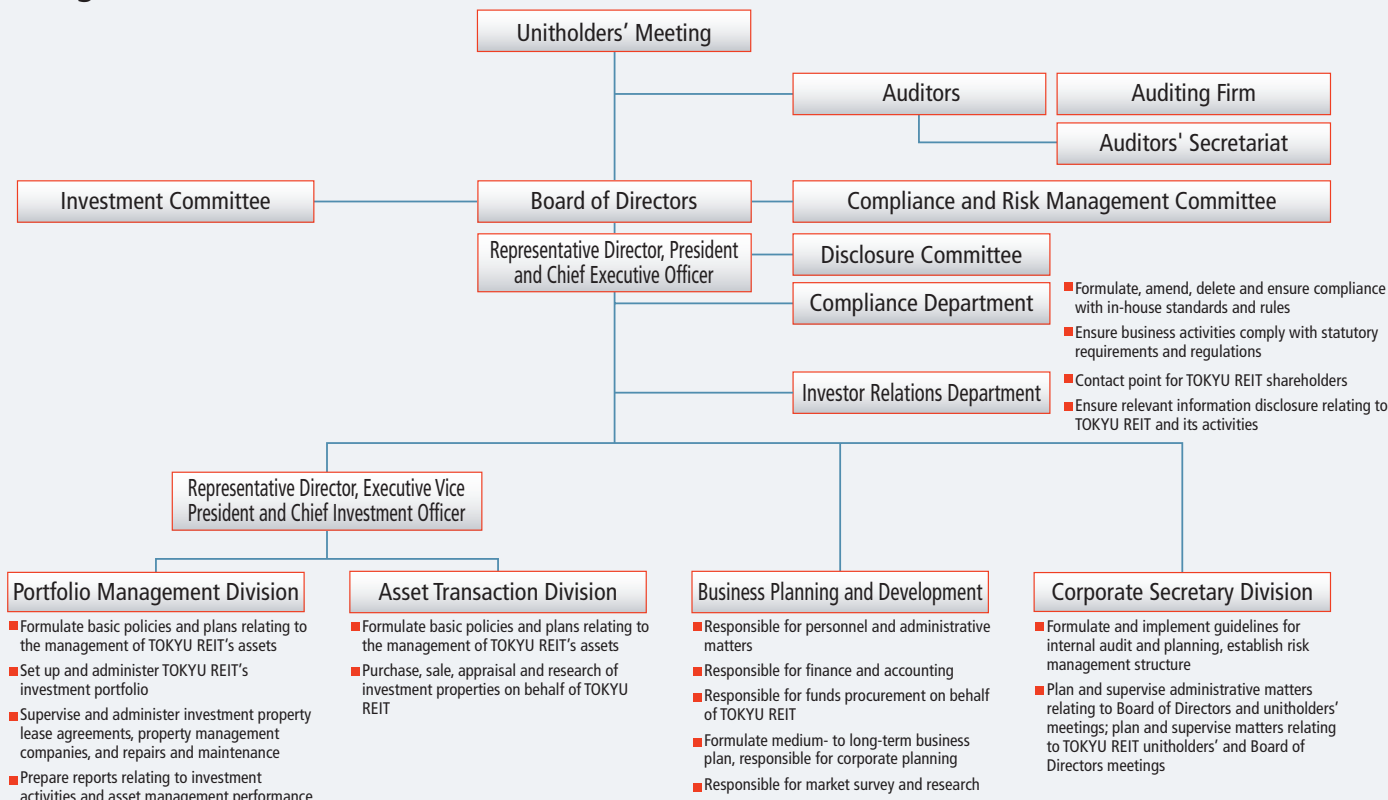 Unitholders' Meeting
Auditors
Auditing Firm
Auditors' Secretariat
Investment Committee
Board of Directors
Compliance and Risk Management Committee
Representative Director, President
and Chief Executive Officer
Disclosure Committee
Compliance Department
■Formulate, amend, delete and ensure compliance
with in-house standards and rules
■Ensure business activities comply with statutory
requirements and regulations
Investor Relations Department
■Contact point for TOKYU REIT shareholders
■Ensure relevant information disclosure relating to
TOKYU REIT and its activities
Representative Director, Executive Vice
President and Chief Investment Officer
Portfolio Management Division
■Formulate basic policies and plans relating to
the management of TOKYU REIT's assets
■Set up and administer TOKYU REIT's
investment portfolio
■Supervise and administer investment property
lease agreements, property management
companies, and repairs and maintenance
■Prepare reports relating to investment
activities and asset management performance
Asset Transaction Division
■Formulate basic policies and plans relating to
the management of TOKYU REIT's assets
■Purchase, sale, appraisal and research of
investment properties on behalf of TOKYU
REIT
Business Planning and Development
■Responsible for personnel and administrative
matters
■Responsible for finance and accounting
■Responsible for funds procurement on behalf
of TOKYU REIT
■Formulate medium- to long-term business
plan, responsible for corporate planning
■Responsible for market survey and research
Corporate Secretary Division
■Formulate and implement guidelines for
internal audit and planning, establish risk
management structure
■Plan and supervise administrative matters
relating to Board of Directors and unitholders'
meetings; plan and supervise matters relating
to TOKYU REIT unitholders' and Board of
Directors meetings